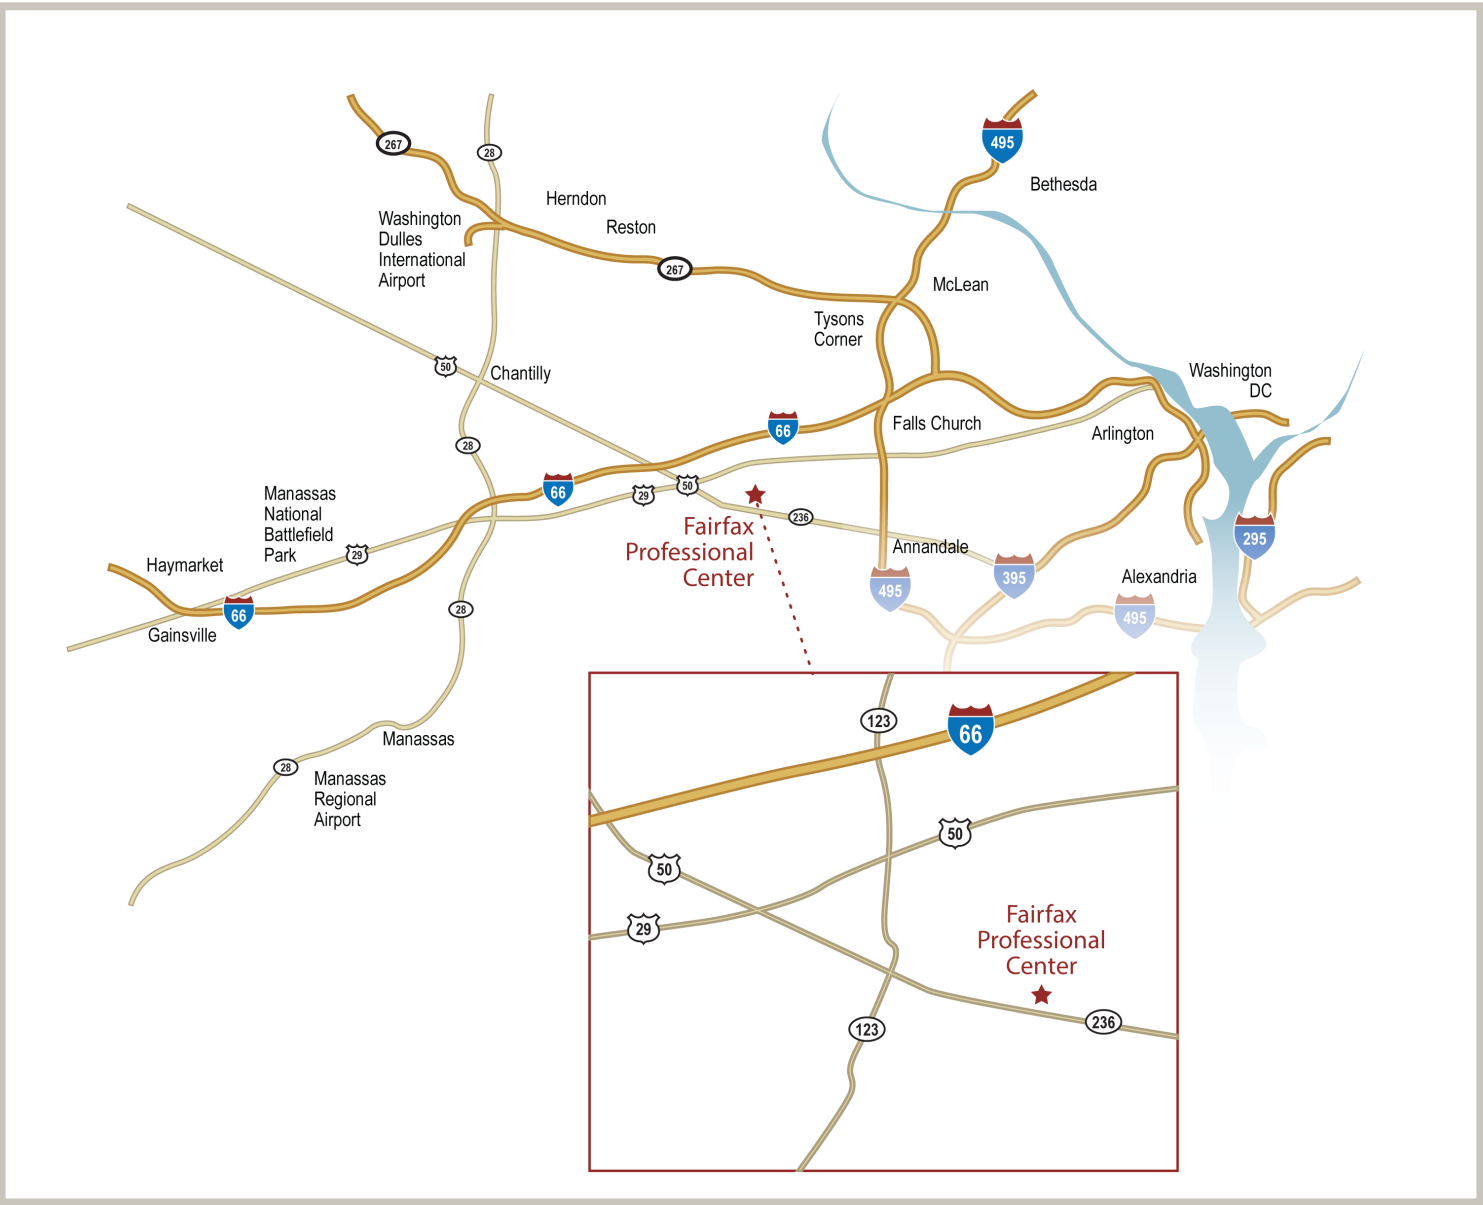 495
267
28
Bethesda
Herndon
Washington
Dulles
International
Airport
Reston
267
McLean
Tysons
Corner
50
Chantilly
Washington
DC
66
Falls Church
Arlington
28
66
29
50
Manassas
National
Battlefield
Park
Fairfax
Professional
Center
236
295
29
Annandale
Haymarket
495
395
Alexandria
66
28
495
Gainsville
Manassas
28
Manassas
Regional
Airport
123
66
50
50
29
Fairfax
Professional
Center
123
236